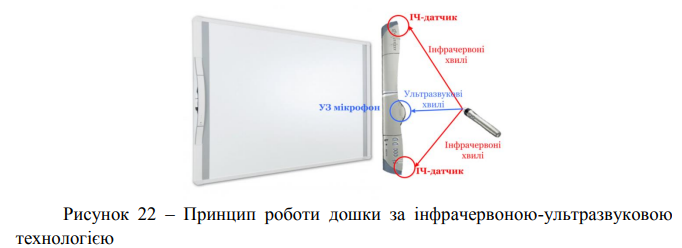 ІЧ-датчик
Інфрачервоні
хвилі
Ультразвукові
хвилі
УЗ мікрофон
Інфрачервоні
хвилі
ІЧ-датчик
Рисунок 22 – Принцип роботи дошки за інфрачервоною-ультразвуковою
технологією